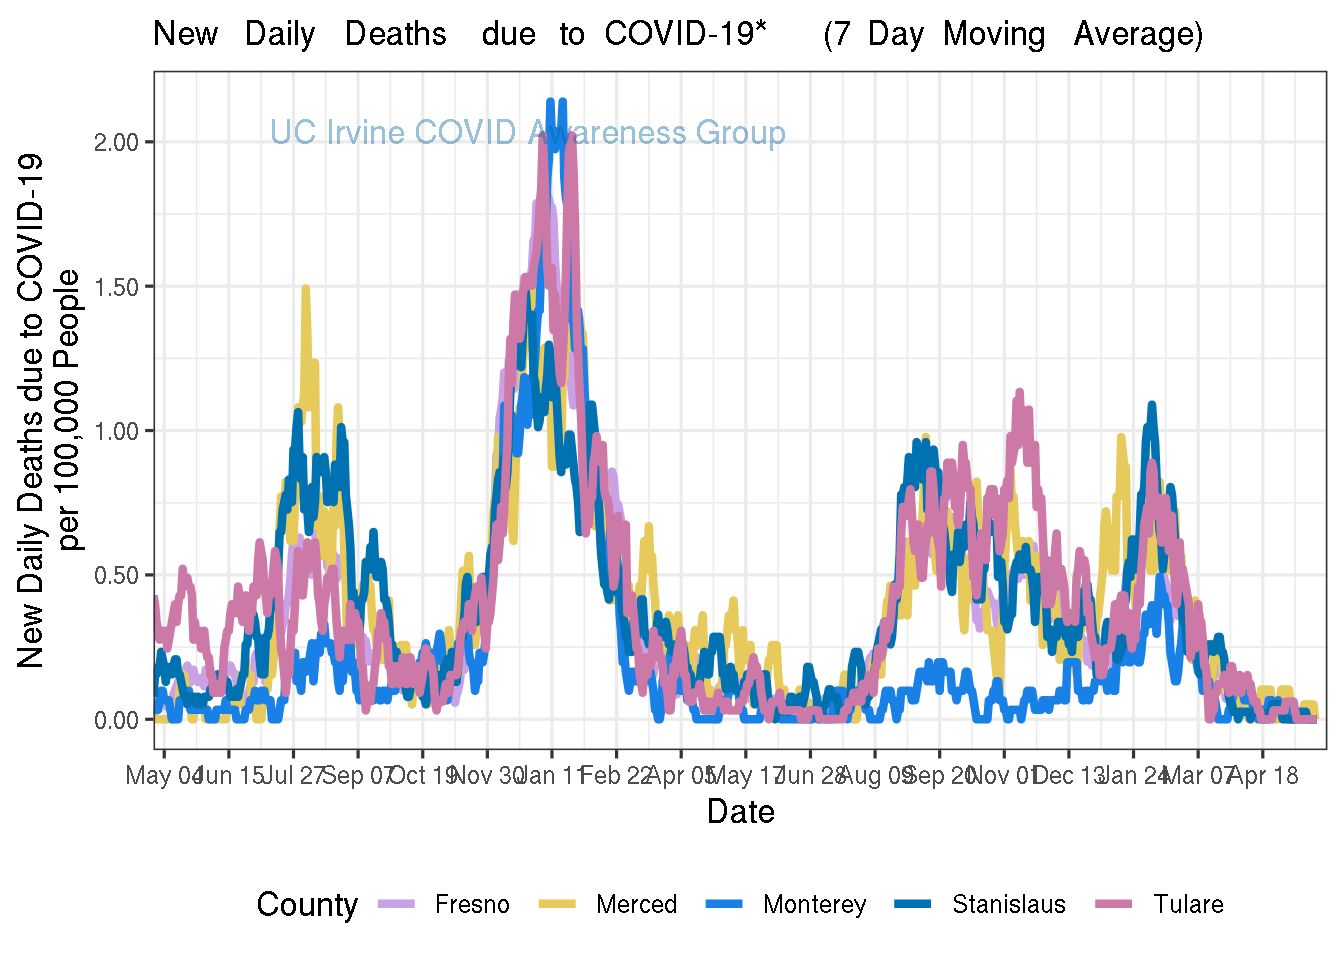 New Daily Deaths due to COVID-19* (7 Day Moving Average)
UC Irvine COVID Awareness Group
New Daily Deaths due to COVID-19
per 100,000 People
2.00
1.50
1.00
0.50
0.00
May 04 Jun 15 Jul 27 Sep 07 Oct 19 Nov 30 Jan 11 Feb 22 Apr 05 May 17 Jun 28 Aug 09 Sep 20 Nov 01 Dec 13 Jan 24 Mar 07 Apr 18
Date
County Fresno Merced Monterey Stanislaus Tulare